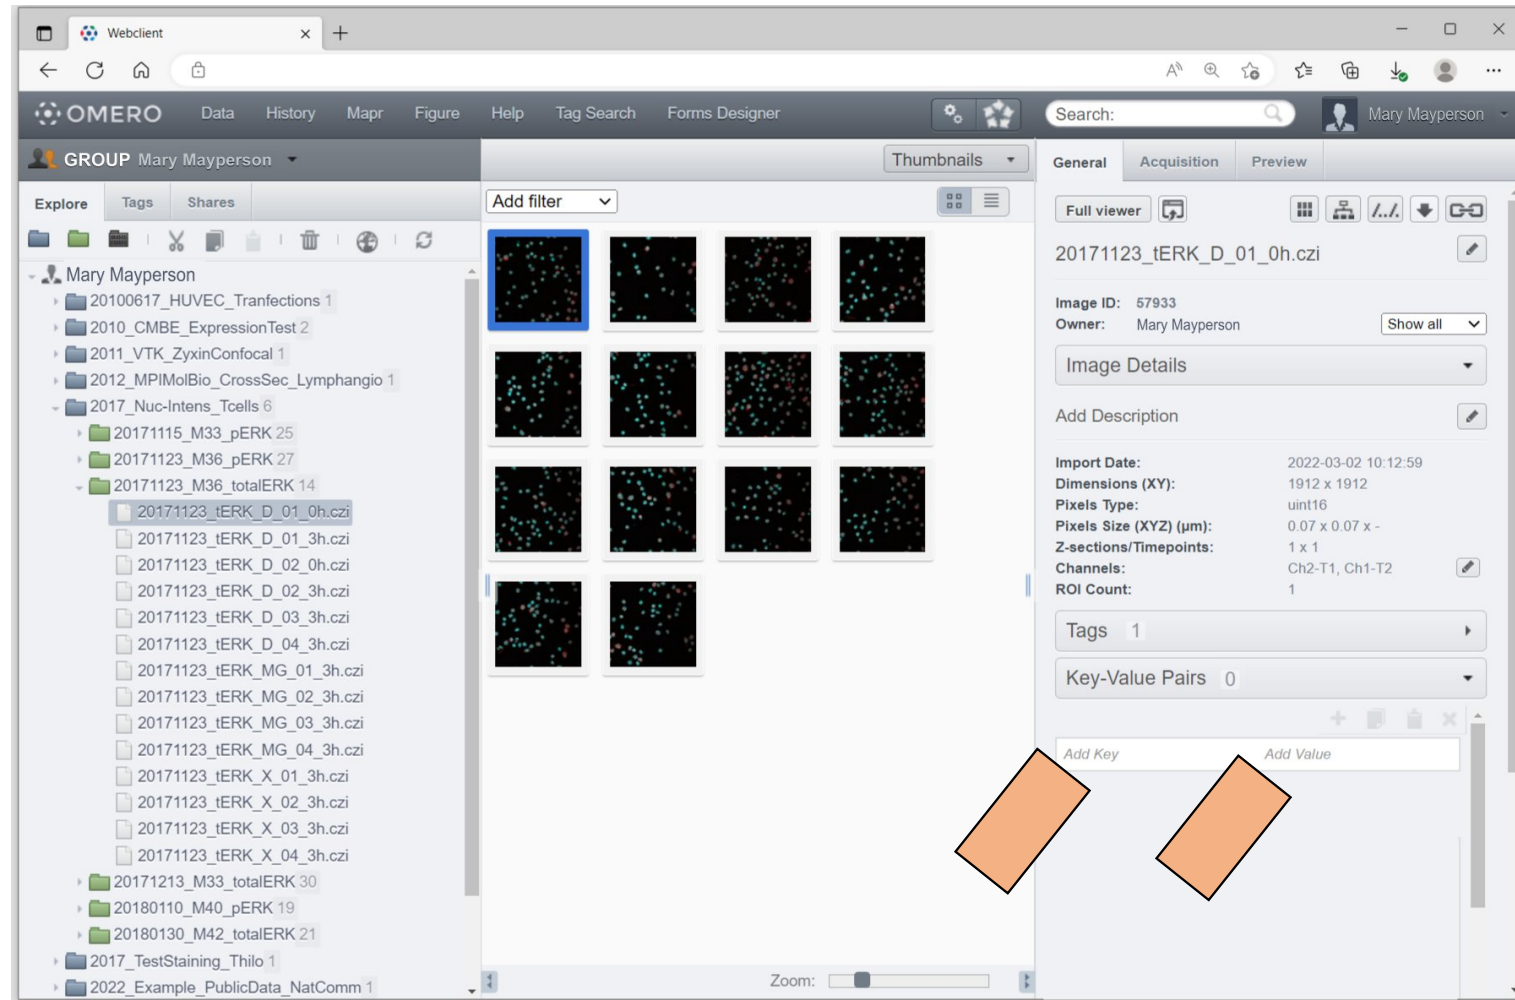 Webclient
OMERO Data History Mapr Figure Help Tag Search Forms Designer Search: Mary Mayperson
GROUP Mary Mayperson
Thumbnails
General Acquisition Preview
Explore Tags Shares
Add filter
Full viewer
20171123_tERK_D_01_0h.czi
Mary Mayperson
20100617_HUVEC_Tranfections 1
2010_CMBE_ExpressionTest 2
2011_VTK_ZyxinConfocal 1
2012_MPIMolBio_CrossSec_Lymphangio 1
2017_Nuc-Intens_Tcells 6
20171115_M33_pERK 25
20171123_M36_pERK 27
20171123_M36_totalERK 14
20171123_tERK_D_01_0h.czi
20171123_tERK_D_01_3h.czi
20171123_tERK_D_02_0h.czi
20171123_tERK_D_02_3h.czi
20171123_tERK_D_03_3h.czi
20171123_tERK_D_04_3h.czi
20171123_tERK_MG_01_3h.czi
20171123_tERK_MG_02_3h.czi
20171123_tERK_MG_03_3h.czi
20171123_tERK_MG_04_3h.czi
20171123_tERK_X_01_3h.czi
20171123_tERK_X_02_3h.czi
20171123_tERK_X_03_3h.czi
20171123_tERK_X_04_3h.czi
20171213_M33_totalERK 30
20180110_M40_pERK 19
20180130_M42_totalERK 21
2017_TestStaining_Thilo 1
2022_Example_PublicData_NatComm 1
Zoom:
Image ID: 57933
Owner: Mary Mayperson
Show all
Image Details
Add Description
Import Date: 2022-03-02 10:12:59
Dimensions (XY): 1912 x 1912
Pixels Type: uint16
Pixels Size (XYZ) (µm): 0.07 x 0.07 x -
Z-sections/Timepoints: 1 x 1
Channels: Ch2-T1, Ch1-T2
ROI Count: 1
Tags 1
Key-Value Pairs 0
Add Key Add Value